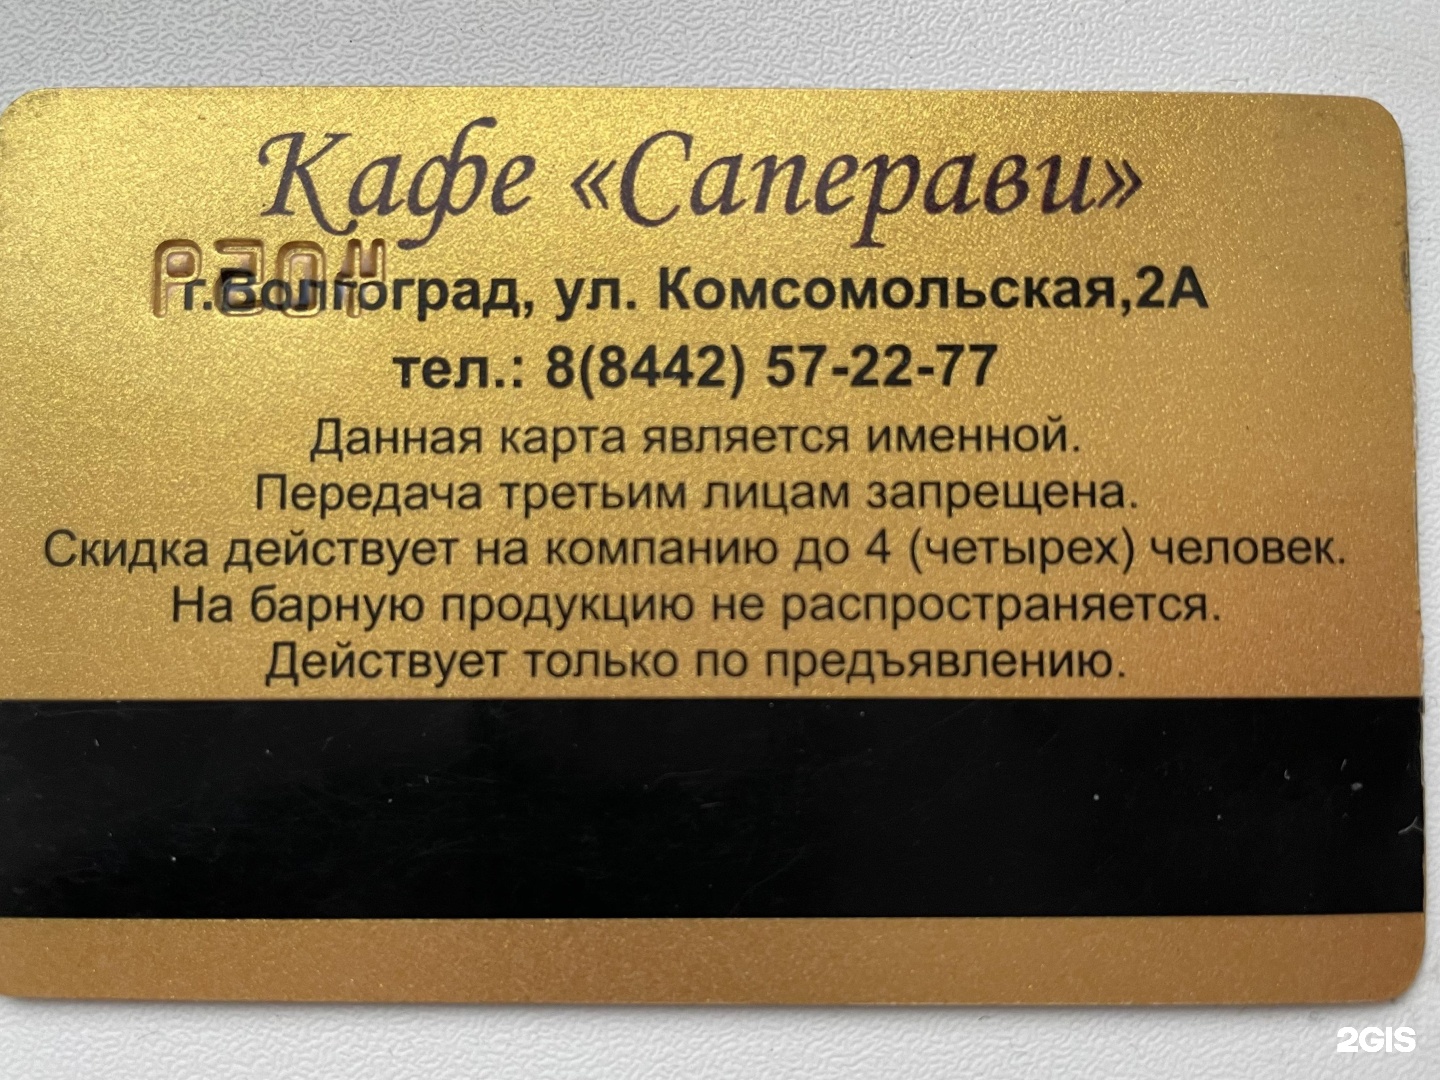 Кафе «Саперави»
г.Волгоград, ул. Комсомольская,2А
тел.: 8(8442) 57-22-77
Данная карта является именной.
Передача третьим лицам запрещена.
Скидка действует на компанию до 4 (четырех) человек.
На барную продукцию не распространяется.
Действует только по предъявлению.
2GIS